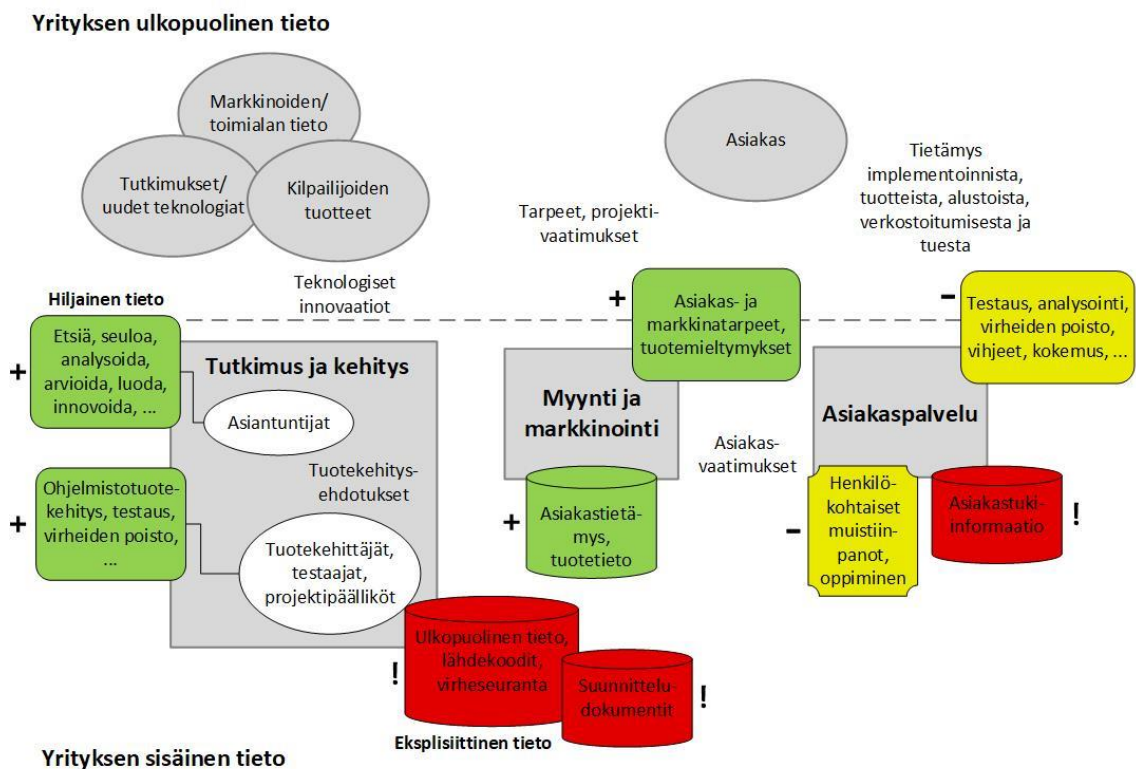 Yrityksen ulkopuolinen tieto
Markkinoiden/
toimialan tieto
Tutkimukset/
uudet teknologiat
Kilpailijoiden
tuotteet
Asiakas
Tietämys
implementoinnista,
tuotteista, alustoista,
verkostoitumisesta ja
tuesta
Tarpeet, projekti-
vaatimukset
Teknologiset
innovaatiot
Hiljainen tieto
+
Etsiä, seuloa,
analysoida,
arvioida, luoda,
innovoida, ...
+
Asiakas- ja
markkinatarpeet,
tuotemieltymykset
-
Testaus, analysointi,
virheiden poisto,
vihjeet, kokemus, ...
Tutkimus ja kehitys
Asiantuntijat
Tuotekehitys-
ehdotukset
Myynti ja
markkinointi
Asiakas-
vaatimukset
Asiakaspalvelu
+
Ohjelmistotuote-
kehitys, testaus,
virheiden poisto,
...
Tuotekehittäjät,
testaajat,
projektipäälliköt
+
Asiakastietä-
mys,
tuotetieto
-
Henkilö-
kohtaiset
muistiin-
panot,
oppiminen
Asiakastuki-
informaatio
!
!
Ulkopuolinen tieto,
lähdekoodit,
virheseuranta
Suunnittelu-
dokumentit
!
Eksplisiittinen tieto
Yrityksen sisäinen tieto